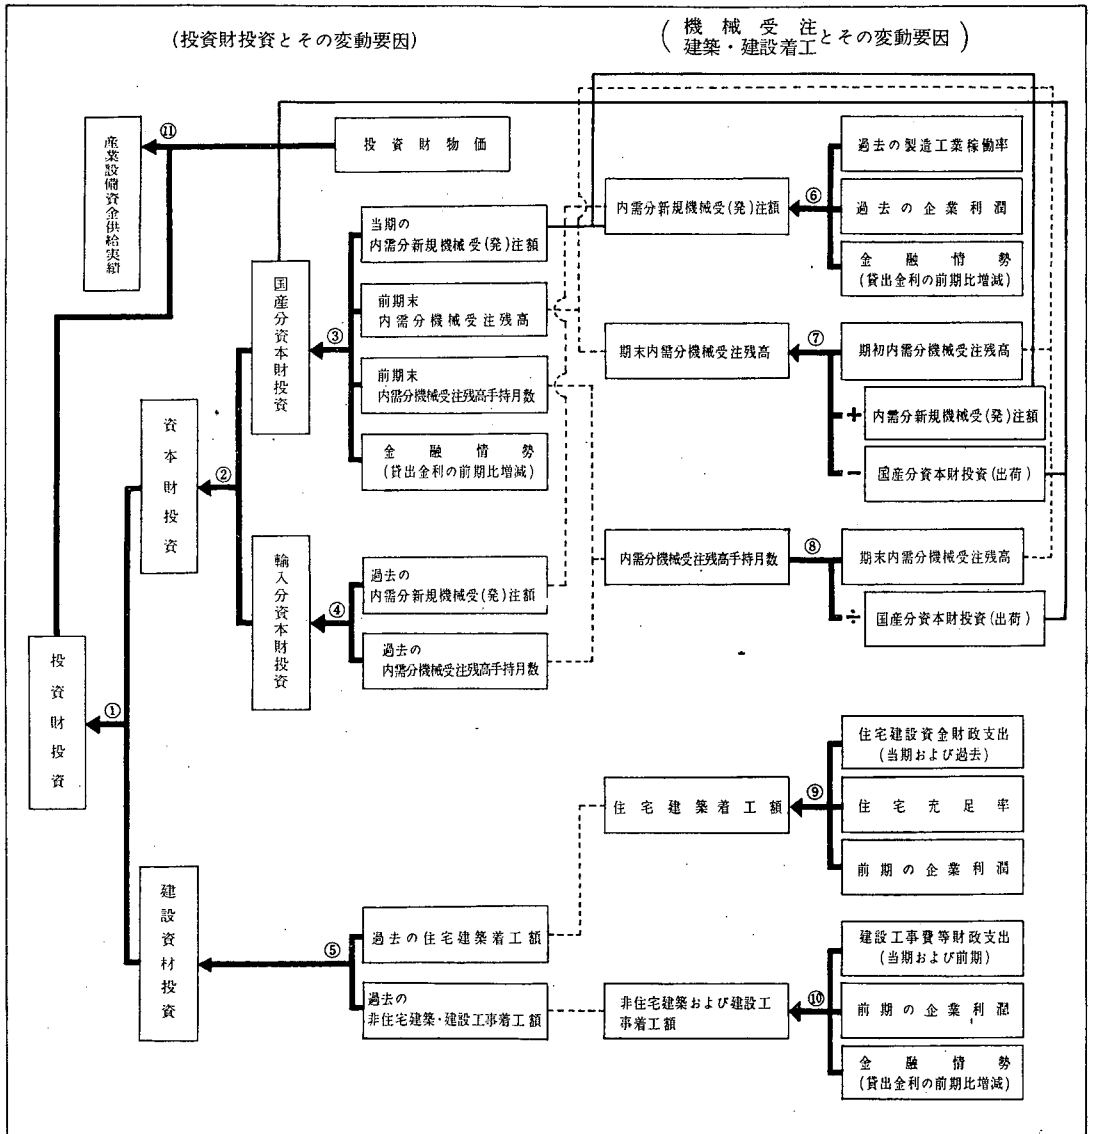 (投資財投資とその変動要因)
(機械受注
建築・建設着工とその変動要因)
⑪
産業設備資金供給実績
投資財物価
投資財投資
①
資本財投資
②
国産分資本財投資
③
当期の
内需分新規機械受(発)注額
前期末
内需分機械受注残高
前期末
内需分機械受注残高手持月数
金融情勢
(貸出金利の前期比増減)
輸入分資本財投資
④
過去の
内需分新規機械受(発)注額
過去の
内需分機械受注残高手持月数
建設資材投資
⑤
過去の住宅建築着工額
過去の
非住宅建築・建設工事着工額
内需分新規機械受(発)注額
⑥
過去の製造工業稼働率
過去の企業利潤
金融情勢
(貸出金利の前期比増減)
期末内需分機械受注残高
⑦
期初内需分機械受注残高
+
内需分新規機械受(発)注額
−
国産分資本財投資(出荷)
内需分機械受注残高手持月数
⑧
期末内需分機械受注残高
÷
国産分資本財投資(出荷)
住宅建築着工額
⑨
住宅建設資金財政支出
(当期および過去)
住宅充足率
前期の企業利潤
非住宅建築および建設工
事着工額
⑩
建設工事費等財政支出
(当期および前期)
前期の企業利潤
金融情勢
(貸出金利の前期比増減)